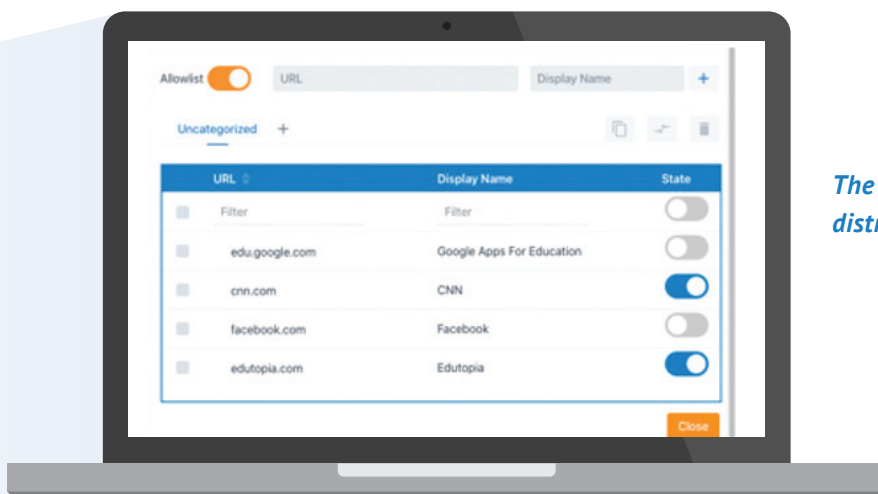 Allowlist URL Display Name +
Uncategorized +
URL Display Name State
Filter Filter
edu.google.com Google Apps For Education
cnn.com CNN
facebook.com Facebook
edutopia.com Edutopia
Close
The
distr